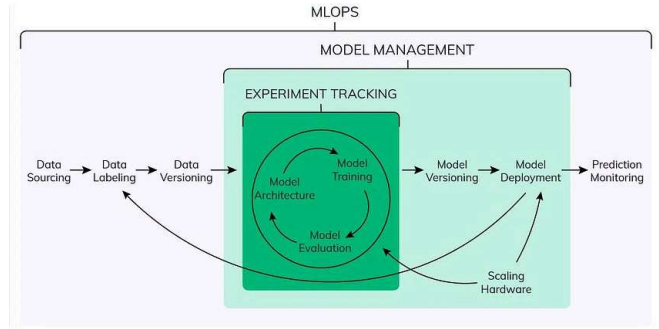 MLOPS
MODEL MANAGEMENT
EXPERIMENT TRACKING
Data
Sourcing
Data
Labeling
Data
Versioning
Model
Architecture
Model
Training
Model
Evaluation
Model
Versioning
Model
Deployment
Prediction
Monitoring
Scaling
Hardware